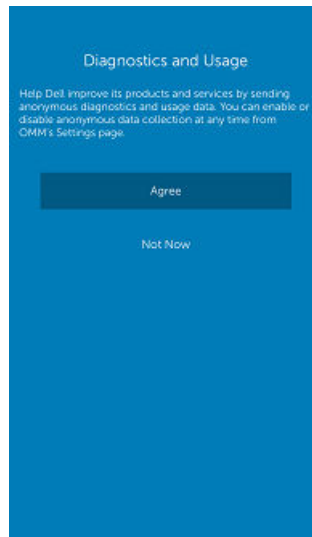 Diagnostics and Usage
Help Dell improve its products and services by sending
anonymous diagnostics and usage data. You can enable or
disable anonymous data collection at any time from
OMM's Settings page.
Agree
Not Now